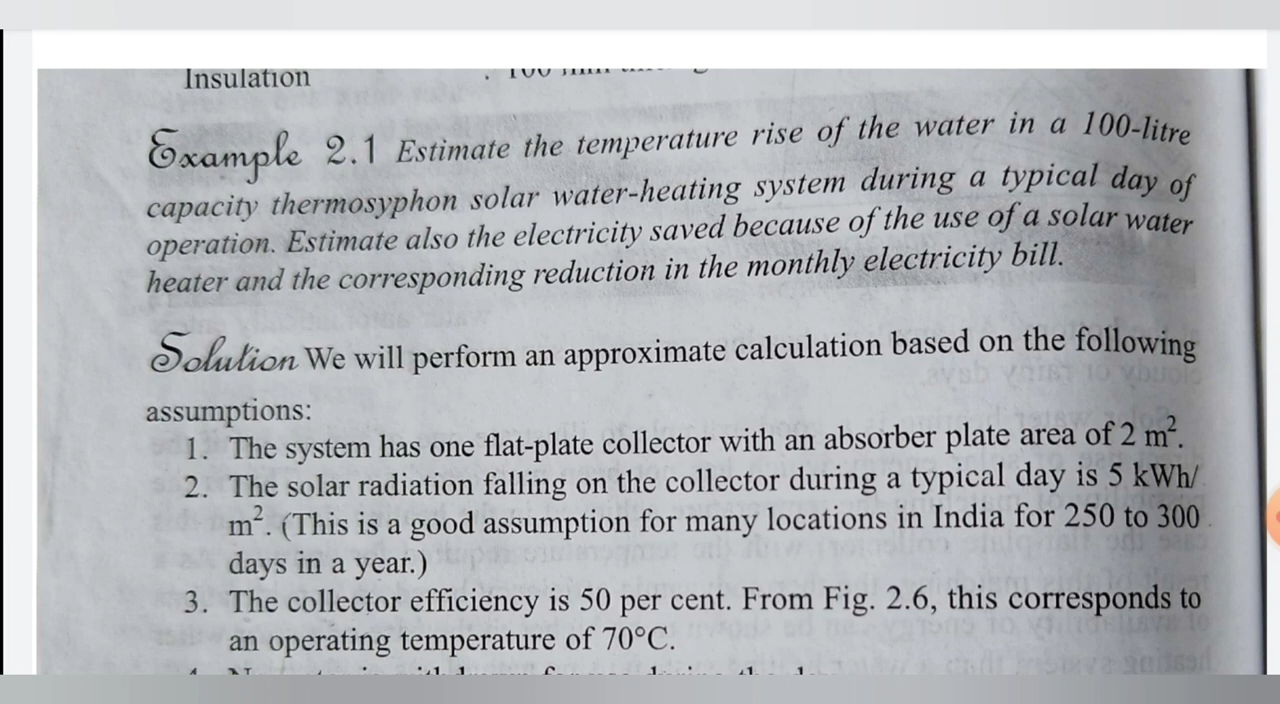 Insulation
Example 2.1 Estimate the temperature rise of the water in a 100-litre
capacity thermosyphon solar water-heating system during a typical day of
operation. Estimate also the electricity saved because of the use of a solar water
heater and the corresponding reduction in the monthly electricity bill.
Solution We will perform an approximate calculation based on the following
assumptions:
1. The system has one flat-plate collector with an absorber plate area of 2 m².
2. The solar radiation falling on the collector during a typical day is 5 kWh/
m². (This is a good assumption for many locations in India for 250 to 300
days in a year.)
3. The collector efficiency is 50 per cent. From Fig. 2.6, this corresponds to
an operating temperature of 70°C.